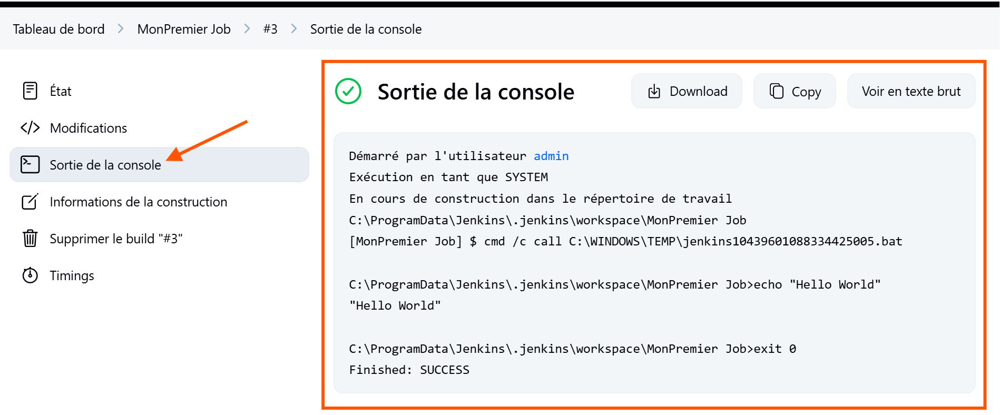 Tableau de bord > MonPremier Job > #3 > Sortie de la console
État
Modifications
Sortie de la console
Informations de la construction
Supprimer le build "#3"
Timings
Sortie de la console
Download
Copy
Voir en texte brut
Démarré par l'utilisateur admin
Exécution en tant que SYSTEM
En cours de construction dans le répertoire de travail
C:\ProgramData\Jenkins\.jenkins\workspace\MonPremier Job
[MonPremier Job] $ cmd /c call C:\WINDOWS\TEMP\jenkins10439601088334425005.bat
C:\ProgramData\Jenkins\.jenkins\workspace\MonPremier Job>echo "Hello World"
"Hello World"
C:\ProgramData\Jenkins\.jenkins\workspace\MonPremier Job>exit 0
Finished: SUCCESS